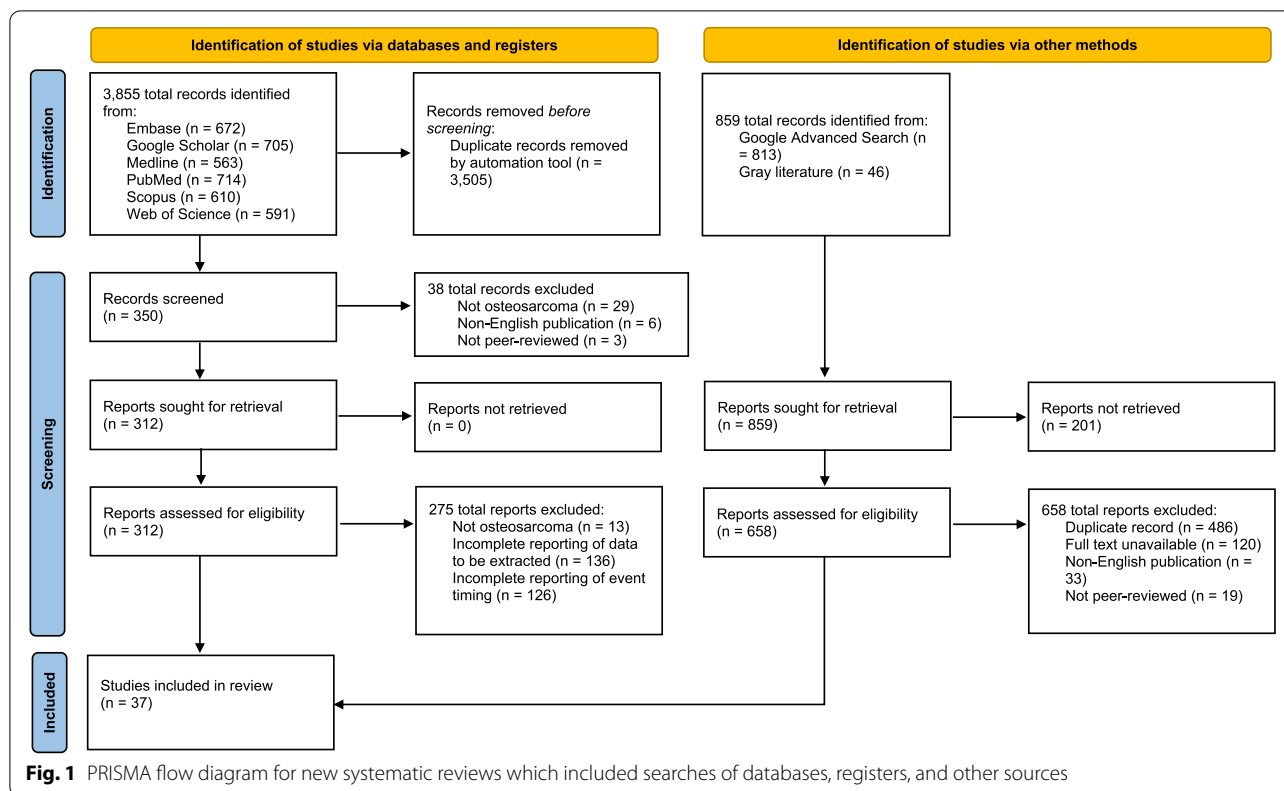 Identification of studies via databases and registers
Identification of studies via other methods
Identification
3,855 total records identified
from:
Embase (n = 672)
Google Scholar (n = 705)
Medline (n = 563)
PubMed (n = 714)
Scopus (n = 610)
Web of Science (n = 591)
Records removed before
screening:
Duplicate records removed
by automation tool (n =
3,505)
859 total records identified from:
Google Advanced Search (n
= 813)
Gray literature (n = 46)
Screening
Records screened
(n = 350)
38 total records excluded
Not osteosarcoma (n = 29)
Non-English publication (n = 6)
Not peer-reviewed (n = 3)
Reports sought for retrieval
(n = 312)
Reports not retrieved
(n = 0)
Reports sought for retrieval
(n = 859)
Reports not retrieved
(n = 201)
Reports assessed for eligibility
(n = 312)
275 total reports excluded:
Not osteosarcoma (n = 13)
Incomplete reporting of data
to be extracted (n = 136)
Incomplete reporting of event
timing (n = 126)
Reports assessed for eligibility
(n = 658)
658 total reports excluded:
Duplicate record (n = 486)
Full text unavailable (n = 120)
Non-English publication (n =
33)
Not peer-reviewed (n = 19)
Included
Studies included in review
(n = 37)
Fig. 1 PRISMA flow diagram for new systematic reviews which included searches of databases, registers, and other sources